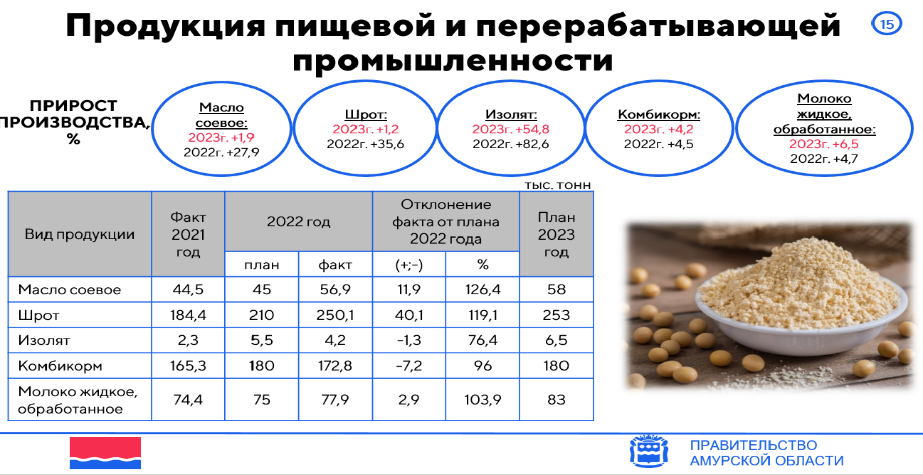 Продукция пищевой и перерабатывающей
промышленности
15
ПРИРОСТ
ПРОИЗВОДСТВА,
%
Масло
соевое:
2023г. +1,9
2022г. +27,9
Шрот:
2023г. +1,2
2022г. +35,6
Изолят:
2023г. +54,8
2022г. +82,6
Комбикорм:
2023г. +4,2
2022г. +4,5
Молоко
жидкое,
обработанное:
2023г. +6,5
2022г. +4,7
тыс. тонн
Вид продукции
Факт
2021
год
2022 год
Отклонение
факта от плана
2022 года
План
2023
год
план факт (+;-) %
Масло соевое 44,5 45 56,9 11,9 126,4 58
Шрот 184,4 210 250,1 40,1 119,1 253
Изолят 2,3 5,5 4,2 -1,3 76,4 6,5
Комбикорм 165,3 180 172,8 -7,2 96 180
Молоко жидкое,
обработанное 74,4 75 77,9 2,9 103,9 83
ПРАВИТЕЛЬСТВО
АМУРСКОЙ ОБЛАСТИ